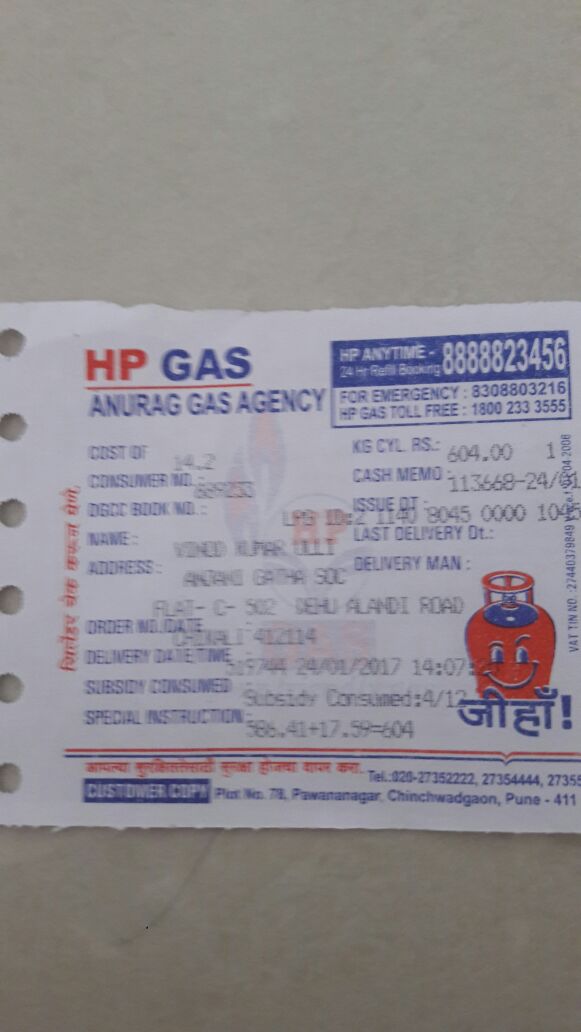 HP GAS
ANURAG GAS AGENCY
HP ANYTIME - 8888823456
24 Hr Refill Booking
FOR EMERGENCY : 8308803216
HP GAS TOLL FREE : 1800 233 3555
COST OF 14.2 KG CYL. RS.: 604.00 1
CONSUMER NO.: 689253 CASH MEMO : 113668-24/01
DGCC BOOK NO.: ISSUE DT :
LPG ID:2 1140 8045 0000 1045
NAME : VINOD KUMAR ULLI LAST DELIVERY Dt.:
ADDRESS : ANJANI GATHA SOC DELIVERY MAN :
FLAT- C- 502 DEHU ALANDI ROAD
ORDER NO./DATE :
CHIKALI 412114
DELIVERY DATE/TIME 519744 24/01/2017 14:07:
SUBSIDY CONSUMED Subsidy Consumed:4/12
SPECIAL INSTRUCTION 586.41+17.59=604
जी हाँ!
आपल्या सुरक्षिततेसाठी सुरक्षा होजचा वापर करा.
Tel.:020-27352222, 27354444, 2735
CUSTOMER COPY Plot No. 78, Pawananagar, Chinchwadgaon, Pune - 411
सिलेंडर चेक करून घेणे.
VAT TIN NO.:27440379849 V w.e.f. 01.04.2006
HP
GAS